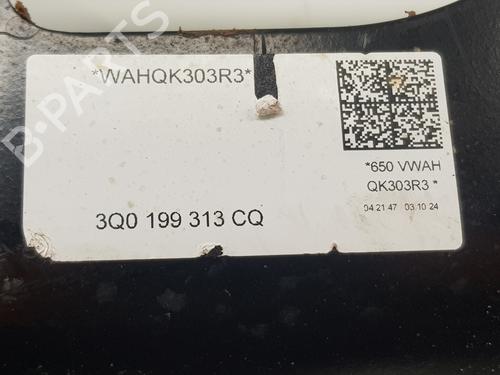 *WAHQK303R3*
*650 VWAH
QK303R3 *
04 21 47 03 10 24
3Q0 199 313 CQ
B-Parts